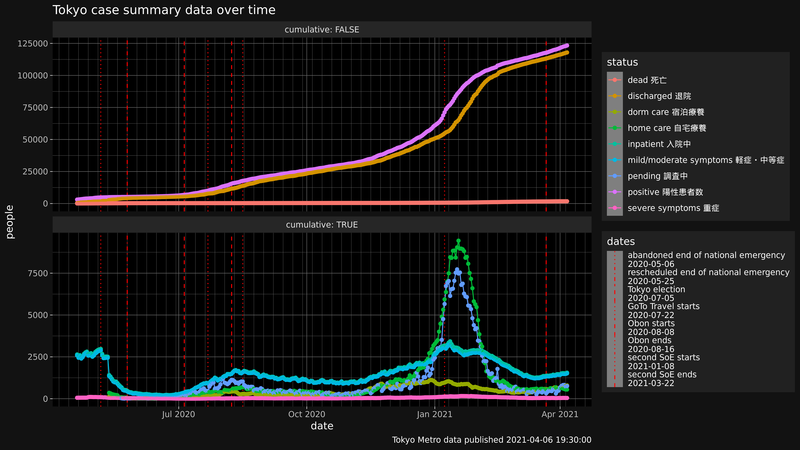 Tokyo case summary data over time
cumulative: FALSE
125000
100000
75000
50000
25000
0
cumulative: TRUE
7500
5000
2500
0
people
Jul 2020
Oct 2020
Jan 2021
Apr 2021
date
status
dead 死亡
discharged 退院
dorm care 宿泊療養
home care 自宅療養
inpatient 入院中
mild/moderate symptoms 軽症・中等症
pending 調査中
positive 陽性患者数
severe symptoms 重症
dates
abandoned end of national emergency
2020-05-06
rescheduled end of national emergency
2020-05-25
Tokyo election
2020-07-05
GoTo Travel starts
2020-07-22
Obon starts
2020-08-08
Obon ends
2020-08-16
second SoE starts
2021-01-08
second SoE ends
2021-03-22
Tokyo Metro data published 2021-04-06 19:30:00